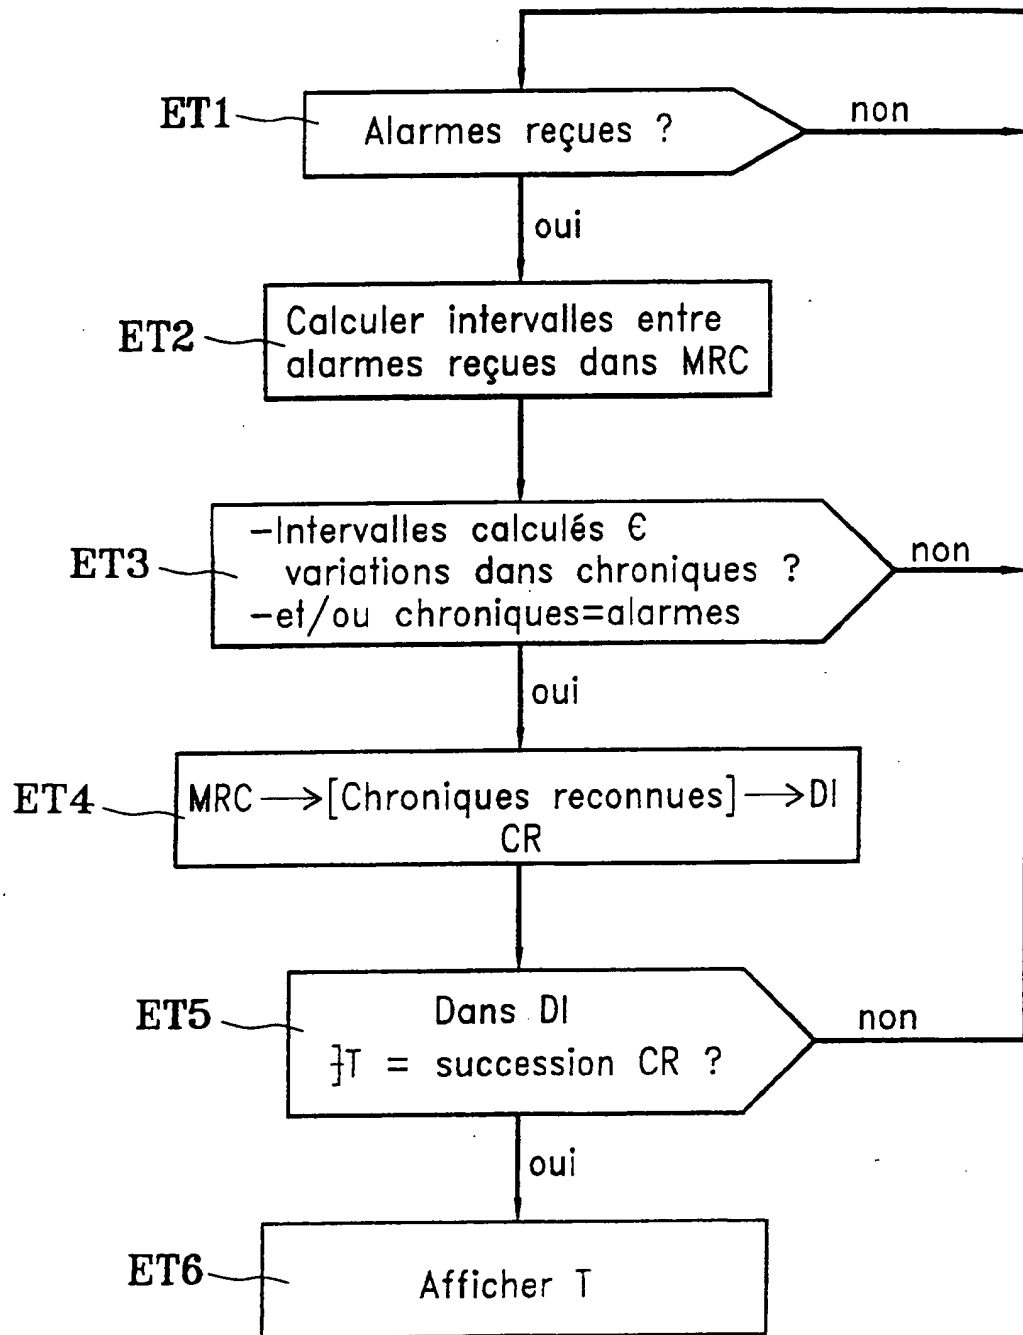 ET1
Alarmes reçues ?
non
oui
ET2
Calculer intervalles entre
alarmes reçues dans MRC
ET3
-Intervalles calculés €
variations dans chroniques ?
-et/ou chroniques=alarmes
non
oui
ET4
MRC → [Chroniques reconnues] → DI
CR
ET5
Dans DI
∃T = succession CR ?
non
oui
ET6
Afficher T